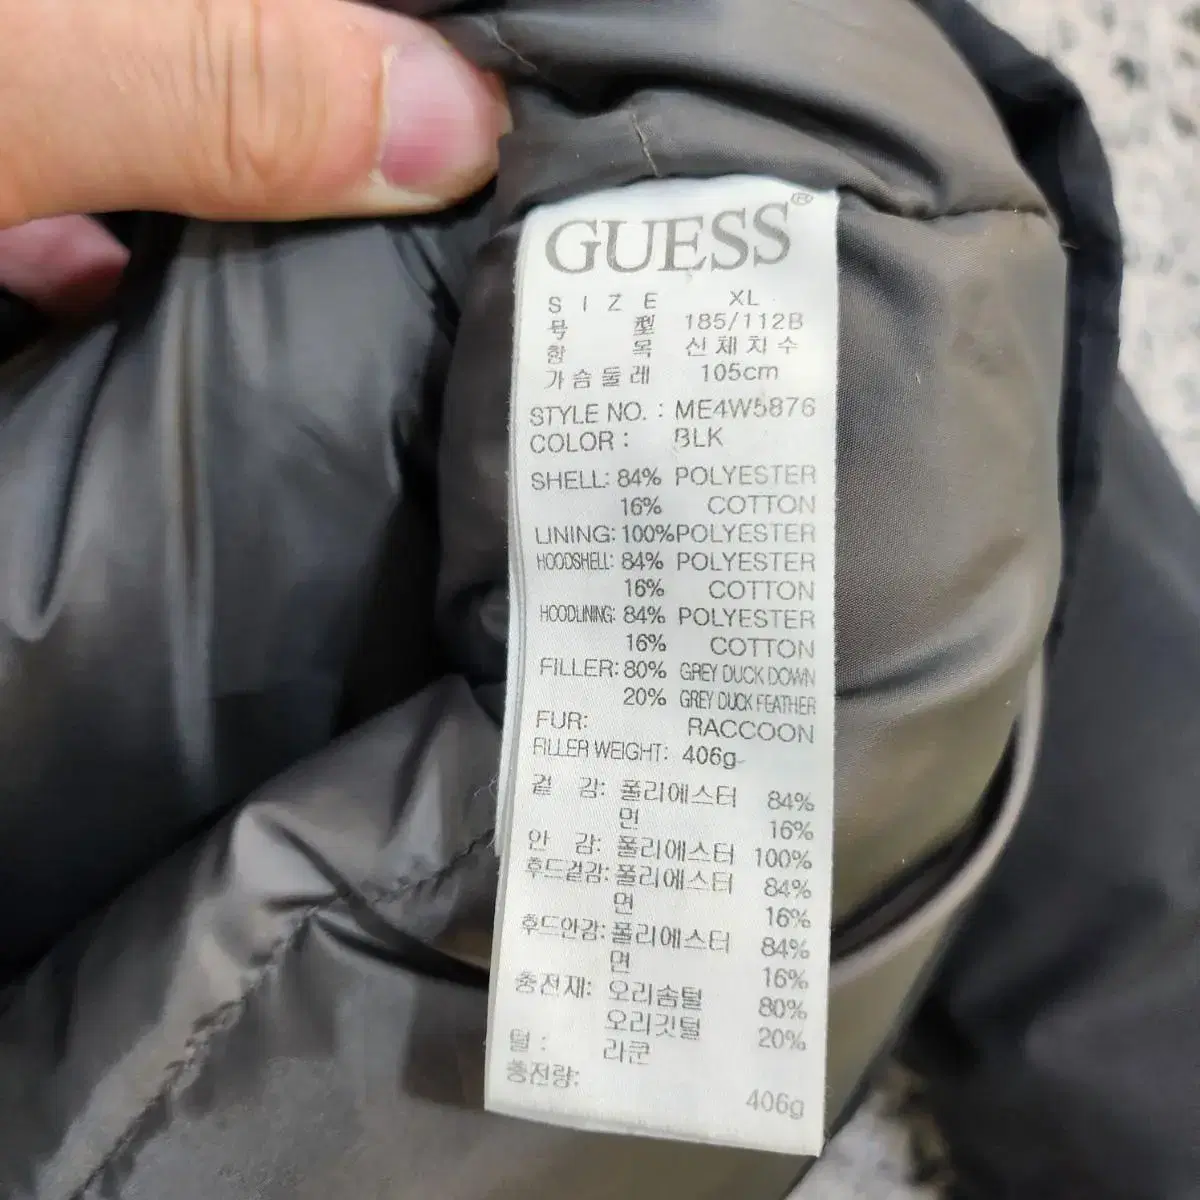 GUESS®
SIZE XL
号 型 185/112B
항 목 신체치수
가슴둘레 105cm
STYLE NO. : ME4W5876
COLOR : BLK
SHELL: 84% POLYESTER
16% COTTON
LINING: 100% POLYESTER
HOODSHELL: 84% POLYESTER
16% COTTON
HOODLINING: 84% POLYESTER
16% COTTON
FILLER: 80% GREY DUCK DOWN
20% GREY DUCK FEATHER
FUR: RACCOON
FILLER WEIGHT: 406g
겉 감: 폴리에스터 84%
면 16%
안 감: 폴리에스터 100%
후드겉감: 폴리에스터 84%
면 16%
후드안감: 폴리에스터 84%
면 16%
충전재: 오리솜털 80%
오리깃털 20%
털: 라쿤
충전량: 406g